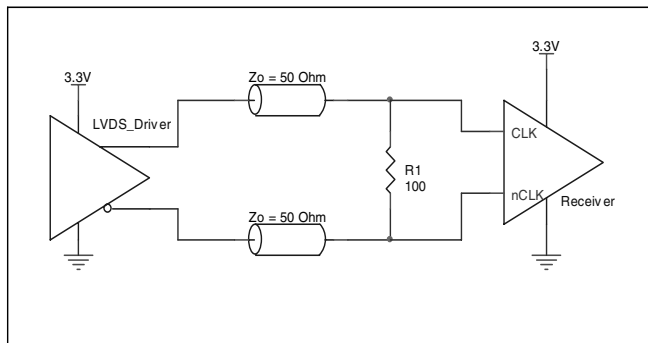 3.3V
LVDS_Driver
Zo = 50 Ohm
Zo = 50 Ohm
R1
100
3.3V
CLK
nCLK
Receiver